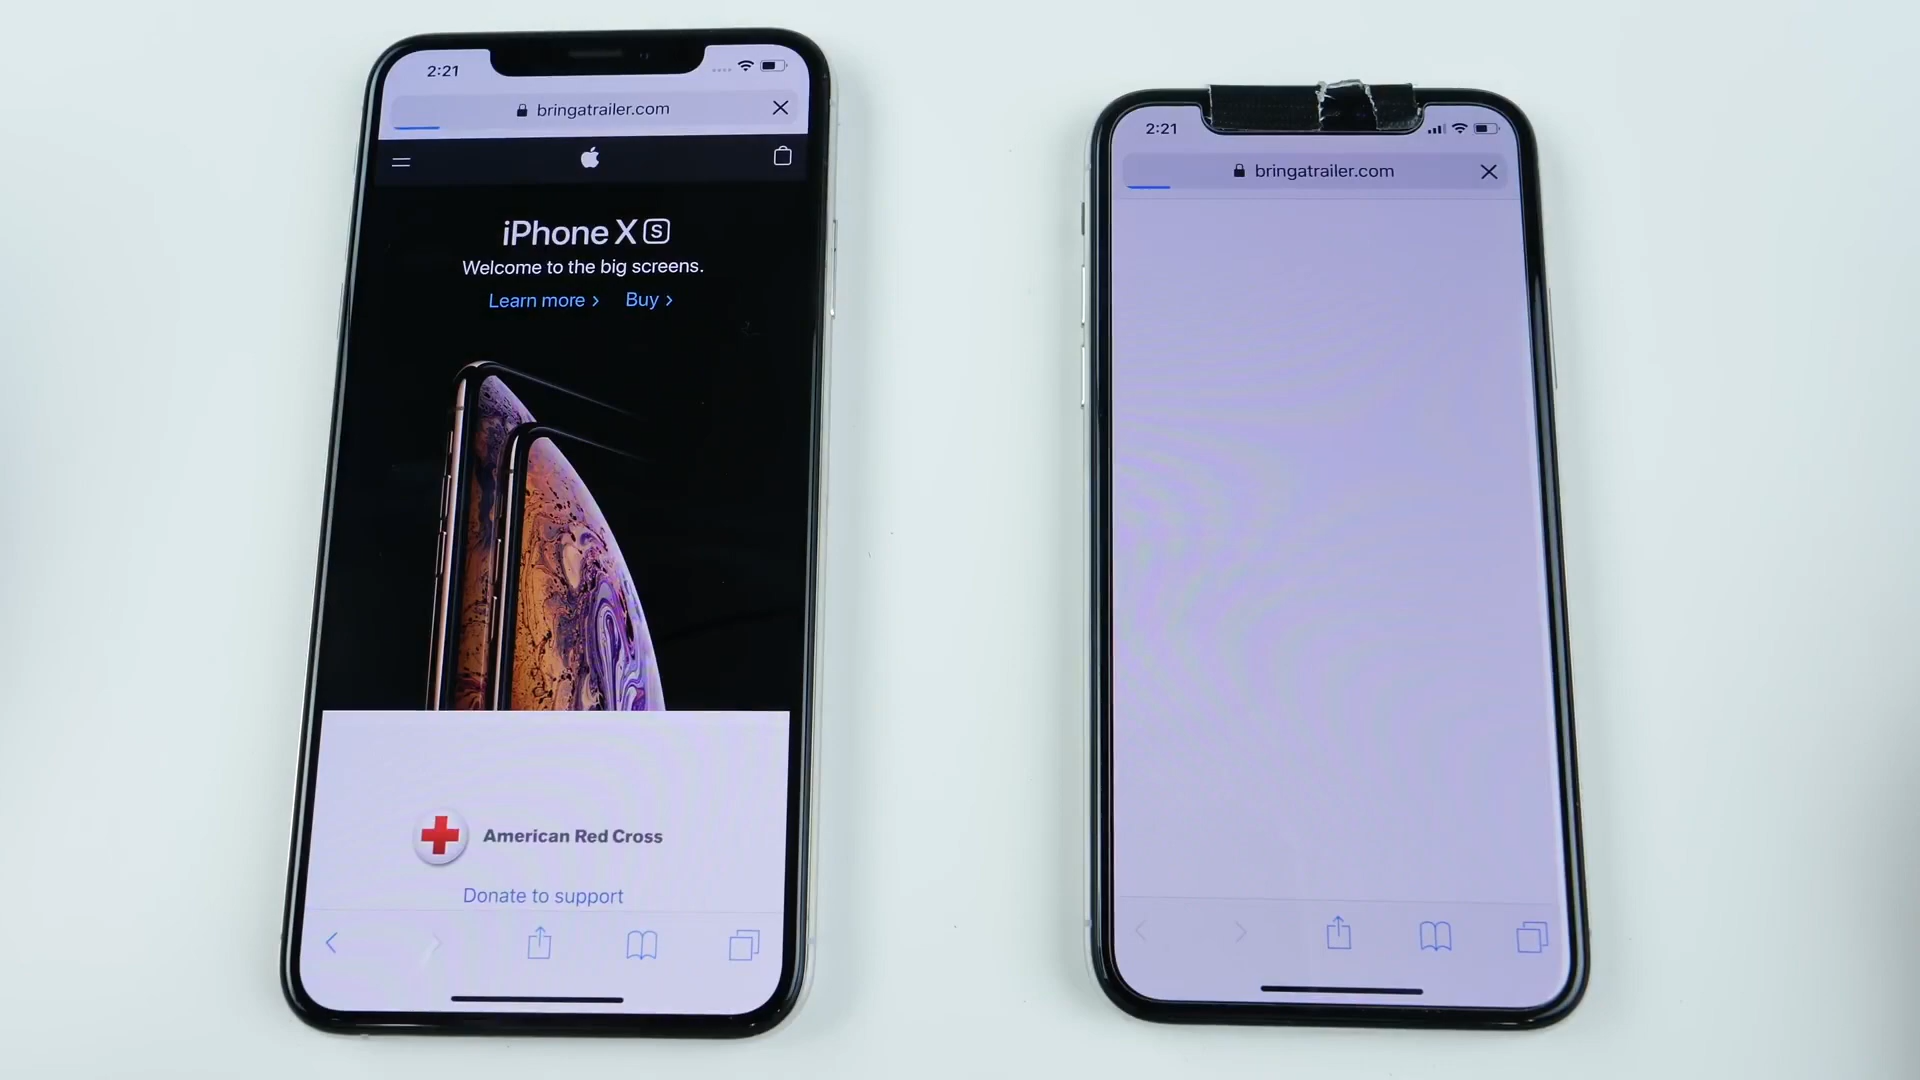 2:21
bringatrailer.com
iPhone XS
Welcome to the big screens.
Learn more > Buy >
American Red Cross
Donate to support
2:21
bringatrailer.com